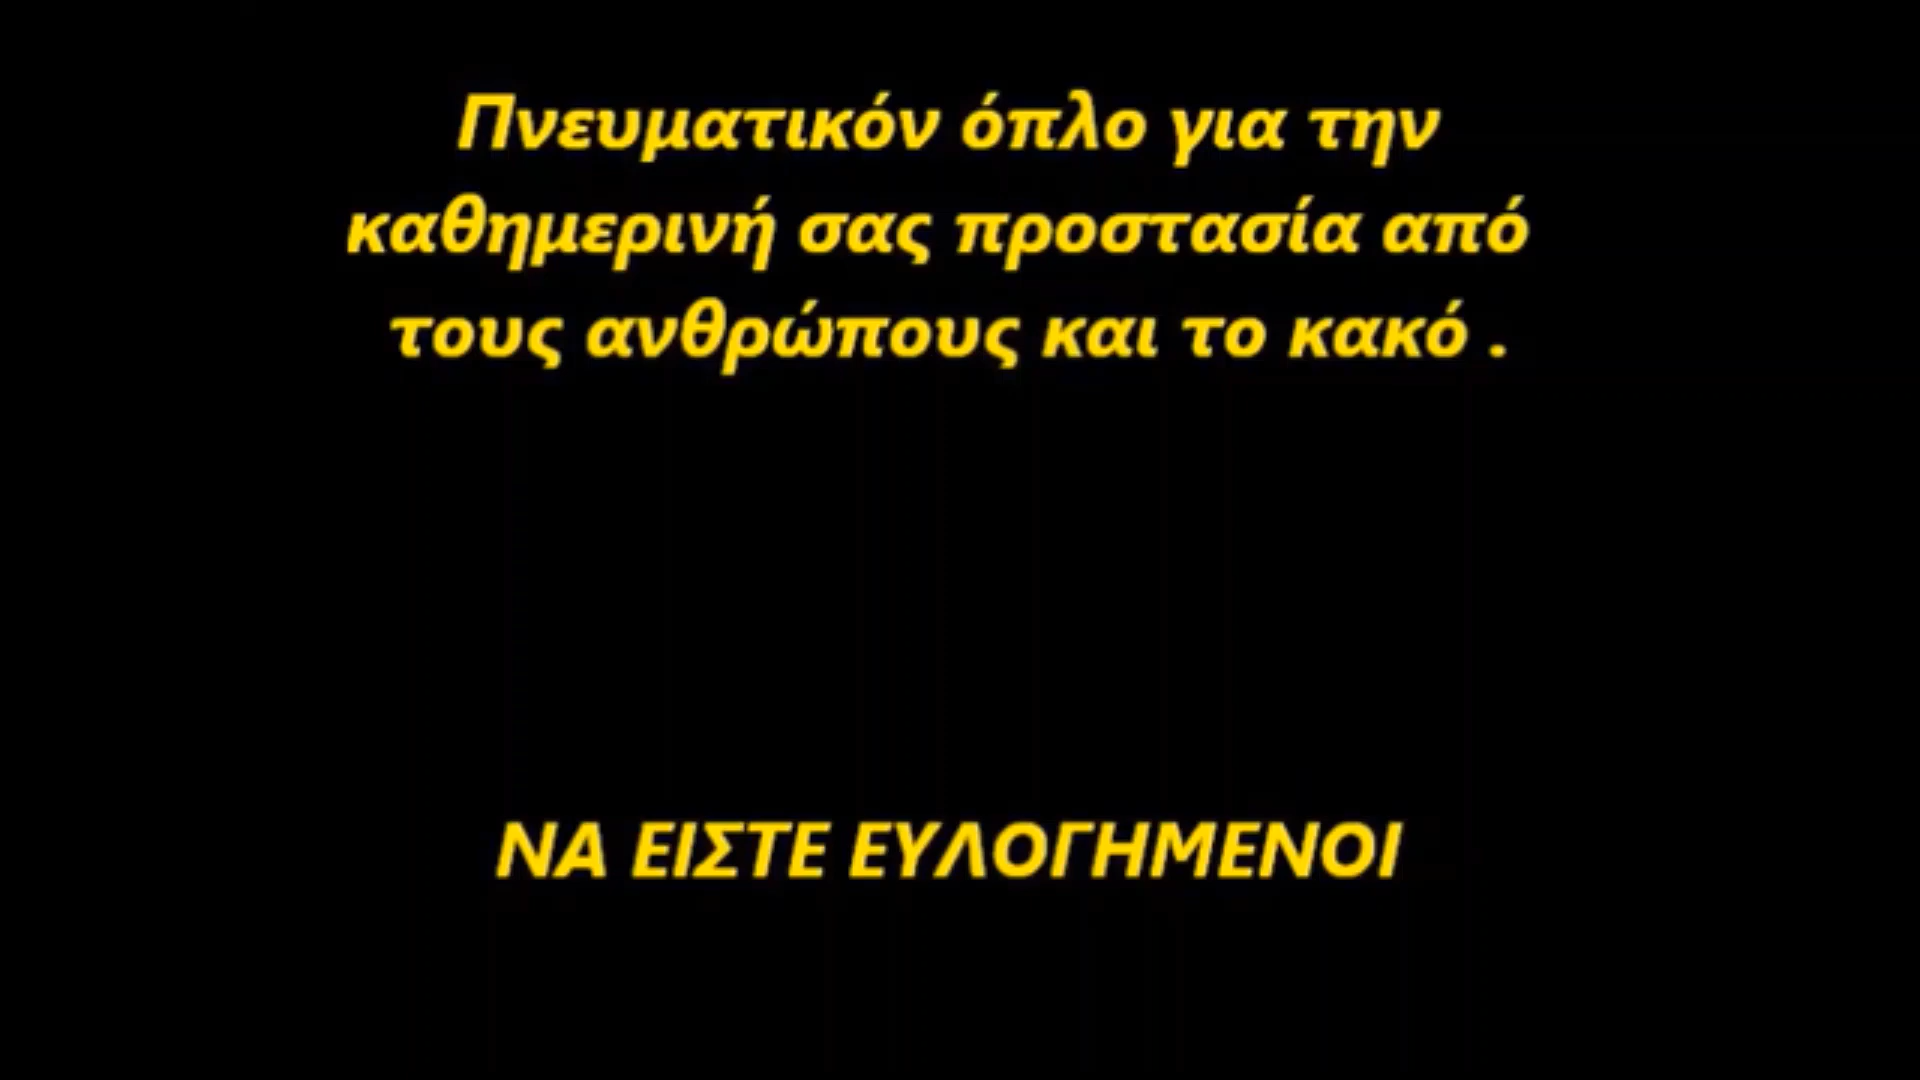 Πνευματικόν όπλο για την
καθημερινή σας προστασία από
τους ανθρώπους και το κακό .
ΝΑ ΕΙΣΤΕ ΕΥΛΟΓΗΜΕΝΟΙ